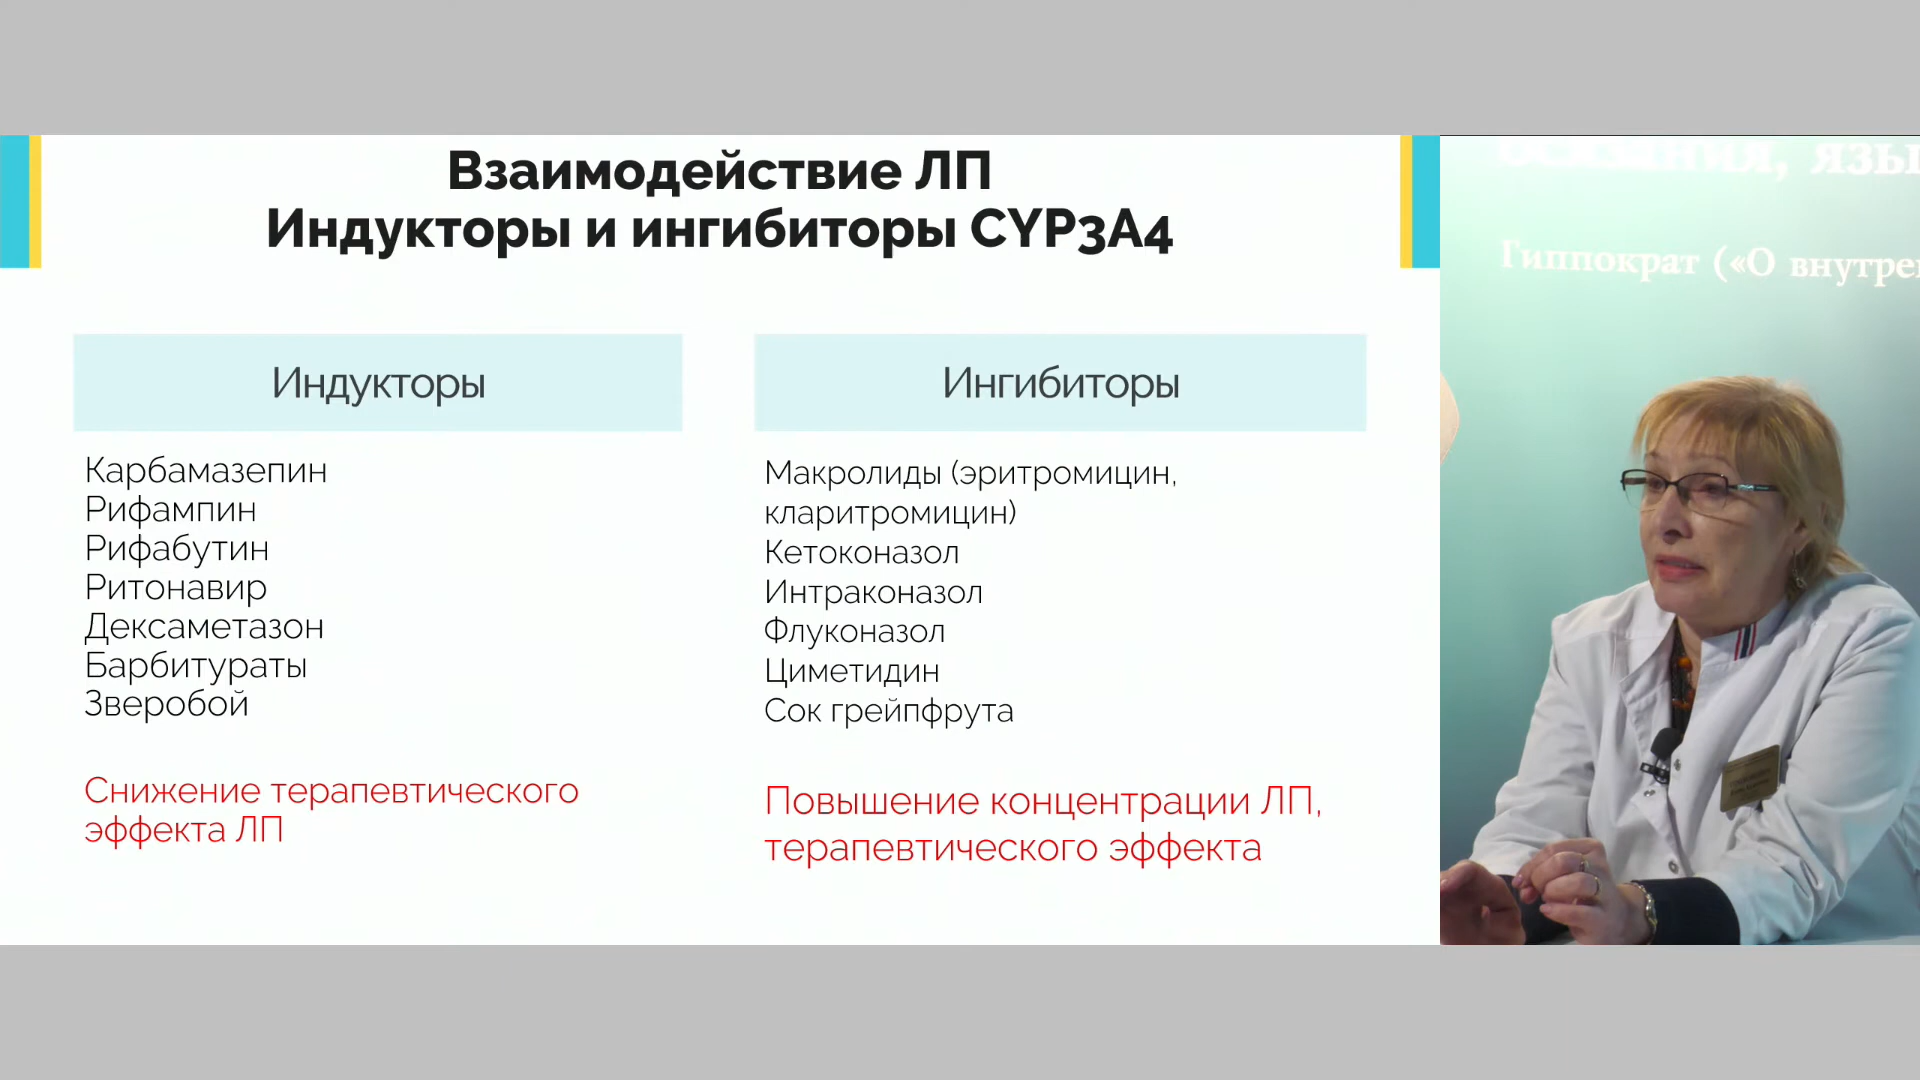 Взаимодействие ЛП
Индукторы и ингибиторы CYP3A4
Индукторы
Карбамазепин
Рифампин
Рифабутин
Ритонавир
Дексаметазон
Барбитураты
Зверобой
Снижение терапевтического
эффекта ЛП
Ингибиторы
Макролиды (эритромицин,
кларитромицин)
Кетоконазол
Интраконазол
Флуконазол
Циметидин
Сок грейпфрута
Повышение концентрации ЛП,
терапевтического эффекта
Гиппократ («О